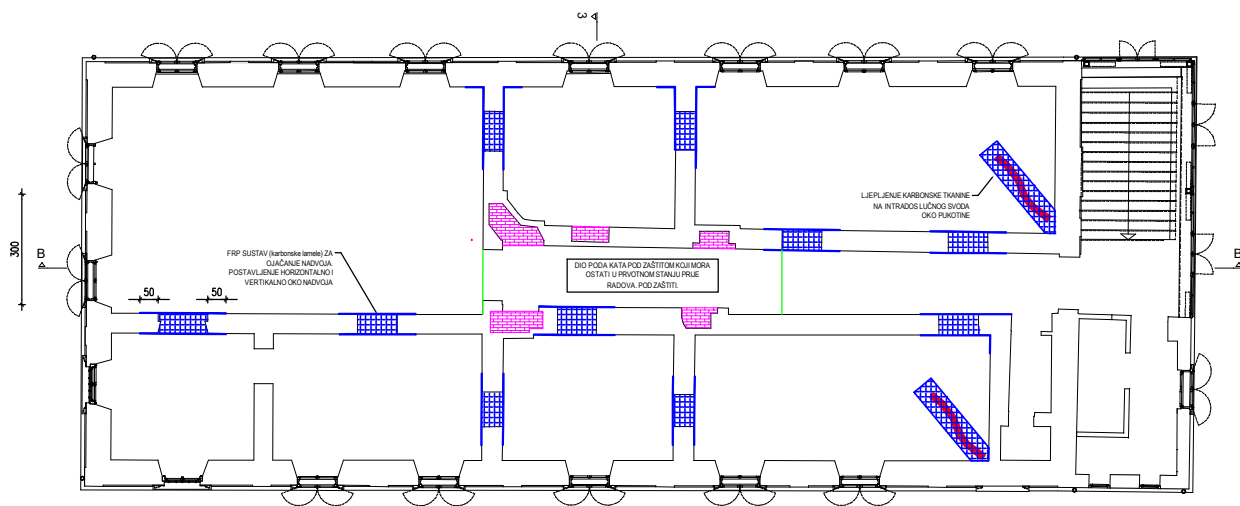 3
LJEPLJENJE KARBONSKE TKANINE
NA INTRADOS LUČNOG SVODA
OKO PUKOTINE
300
B
B
FRP SUSTAV (karbonske lamele) ZA
OJAČANJE NADVOJA.
POSTAVLJENJE HORIZONTALNO I
VERTIKALNO OKO NADVOJA
DIO PODA KATA POD ZAŠTITOM KOJI MORA
OSTATI U PRVOTNOM STANJU PRIJE
RADOVA. POD ZAŠTITI.
50
50